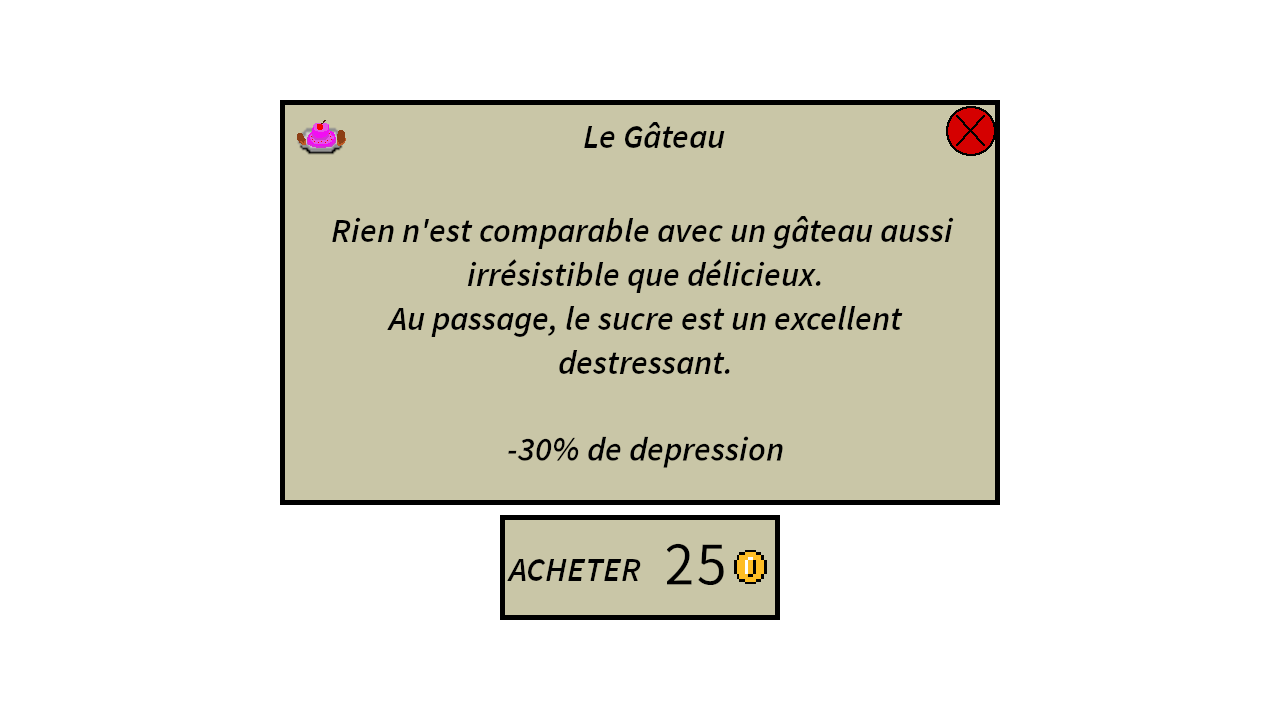 Le Gâteau
Rien n'est comparable avec un gâteau aussi
irrésistible que délicieux.
Au passage, le sucre est un excellent
destressant.
-30% de depression
ACHETER 25